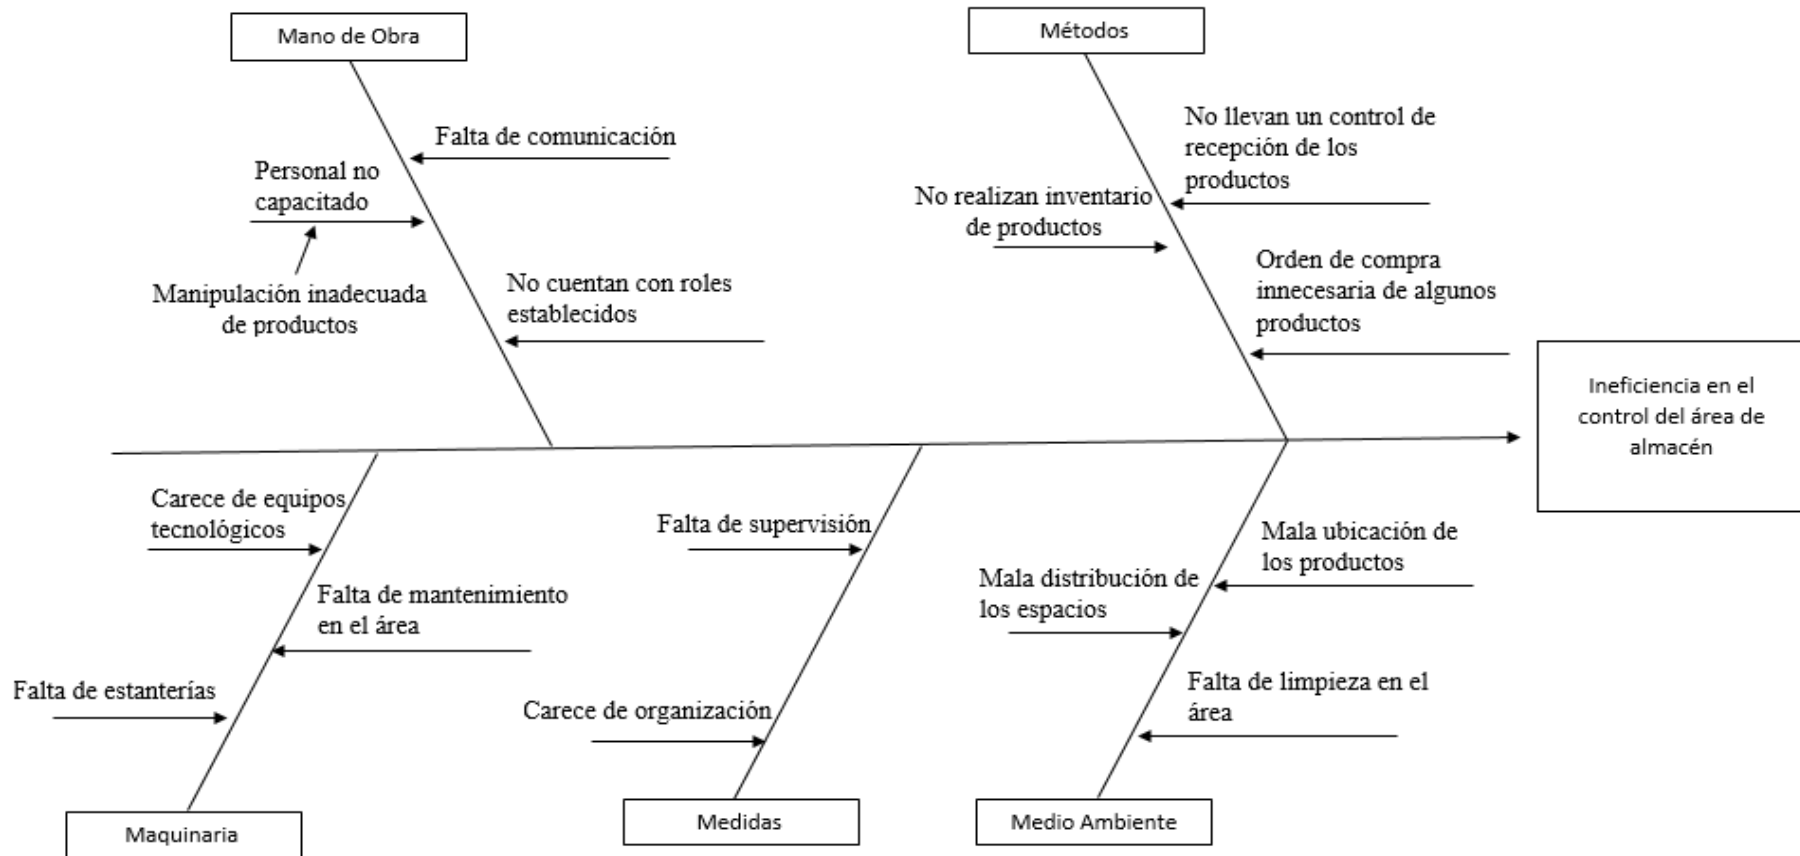 Mano de Obra
Métodos
Falta de comunicación
Personal no
capacitado
Manipulación inadecuada
de productos
No cuentan con roles
establecidos
No llevan un control de
recepción de los
productos
No realizan inventario
de productos
Orden de compra
innecesaria de algunos
productos
Ineficiencia en el
control del área de
almacén
Carece de equipos
tecnológicos
Falta de mantenimiento
en el área
Falta de estanterías
Falta de supervisión
Carece de organización
Mala ubicación de
los productos
Mala distribución de
los espacios
Falta de limpieza en el
área
Maquinaria
Medidas
Medio Ambiente